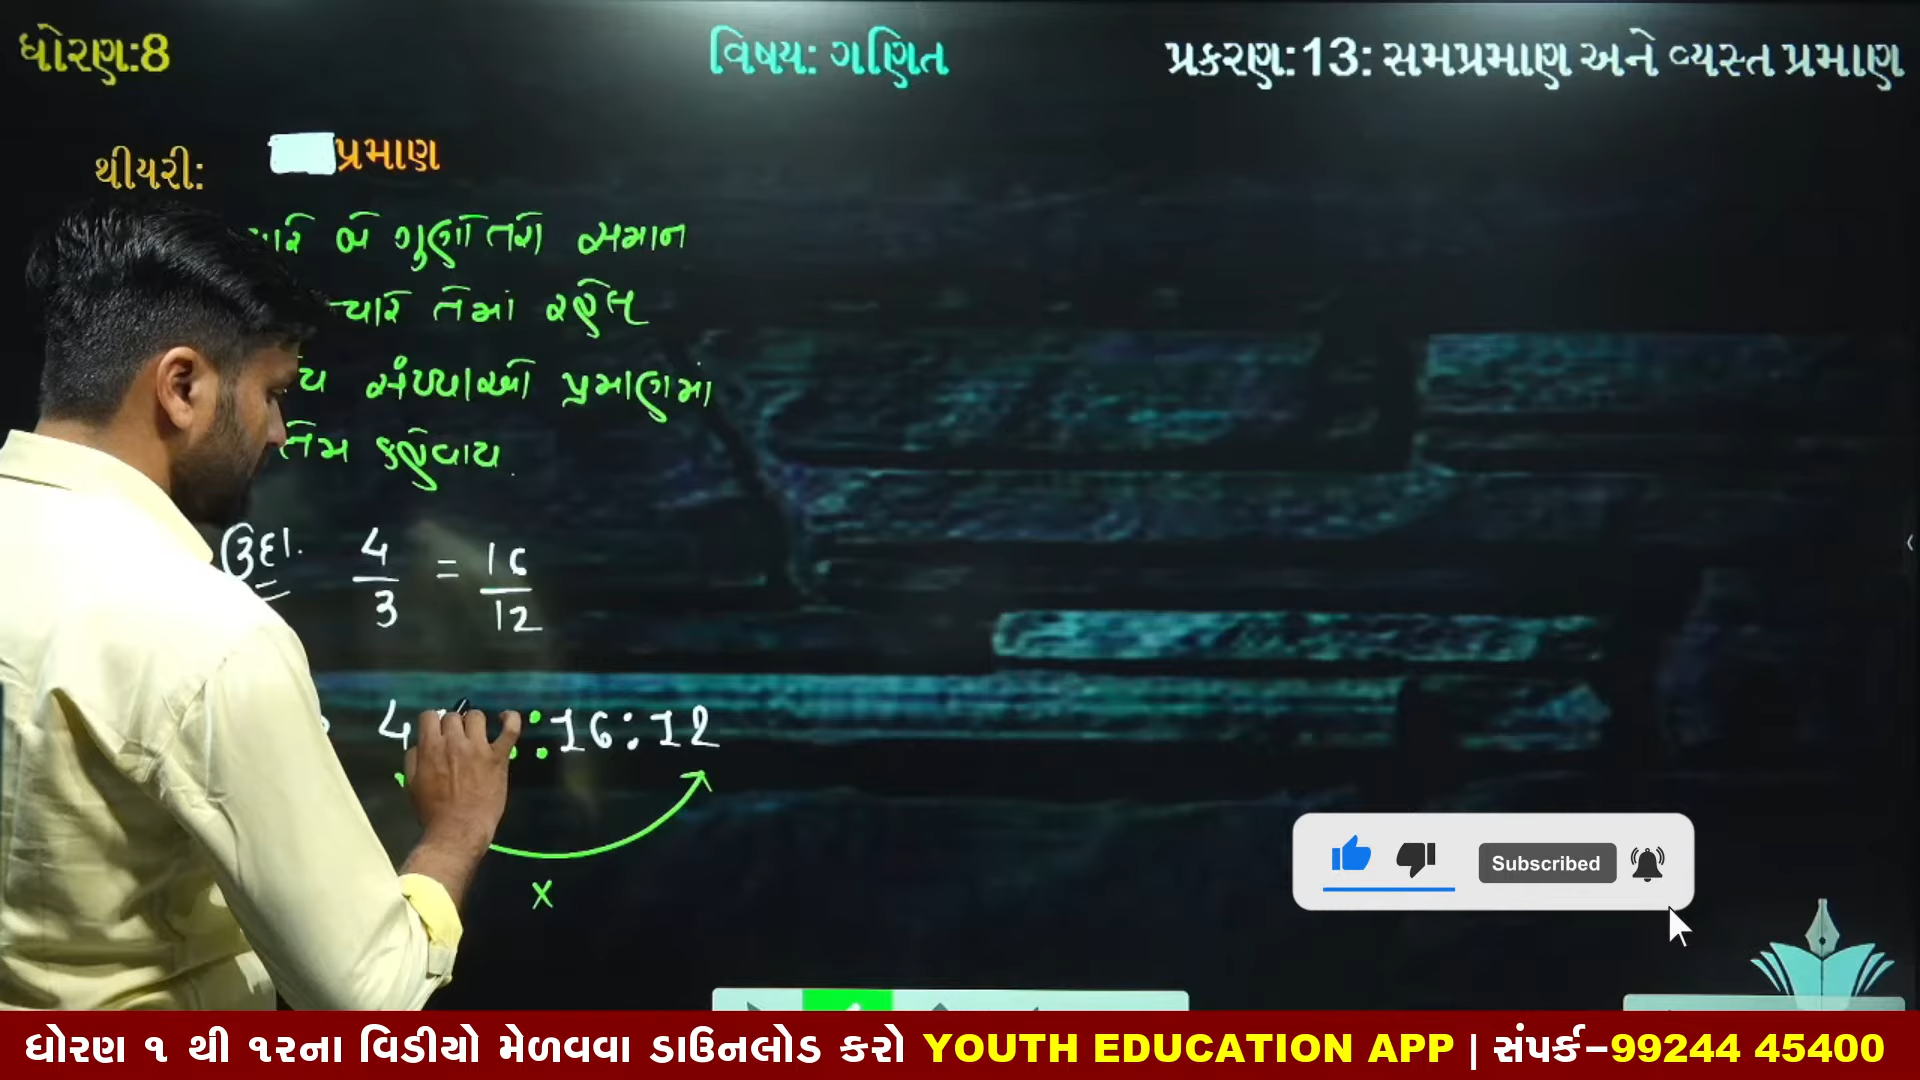 ધોરણ:8
વિષય: ગણિત
પ્રકરણ:13: સમપ્રમાણ અને વ્યસ્ત પ્રમાણ
થીયરી:
પ્રમાણ
બે ગુણોતરો સમાન
ત્યારે તેમાં રહેલ
સંખ્યાઓ પ્રમાણમાં
તેમ કહેવાય.
ઉદા. 4/3 = 16/12
4 :: 16:12
x
Subscribed
ધોરણ ૧ થી ૧૨ના વિડીયો મેળવવા ડાઉનલોડ કરો YOUTH EDUCATION APP | સંપર્ક-99244 45400